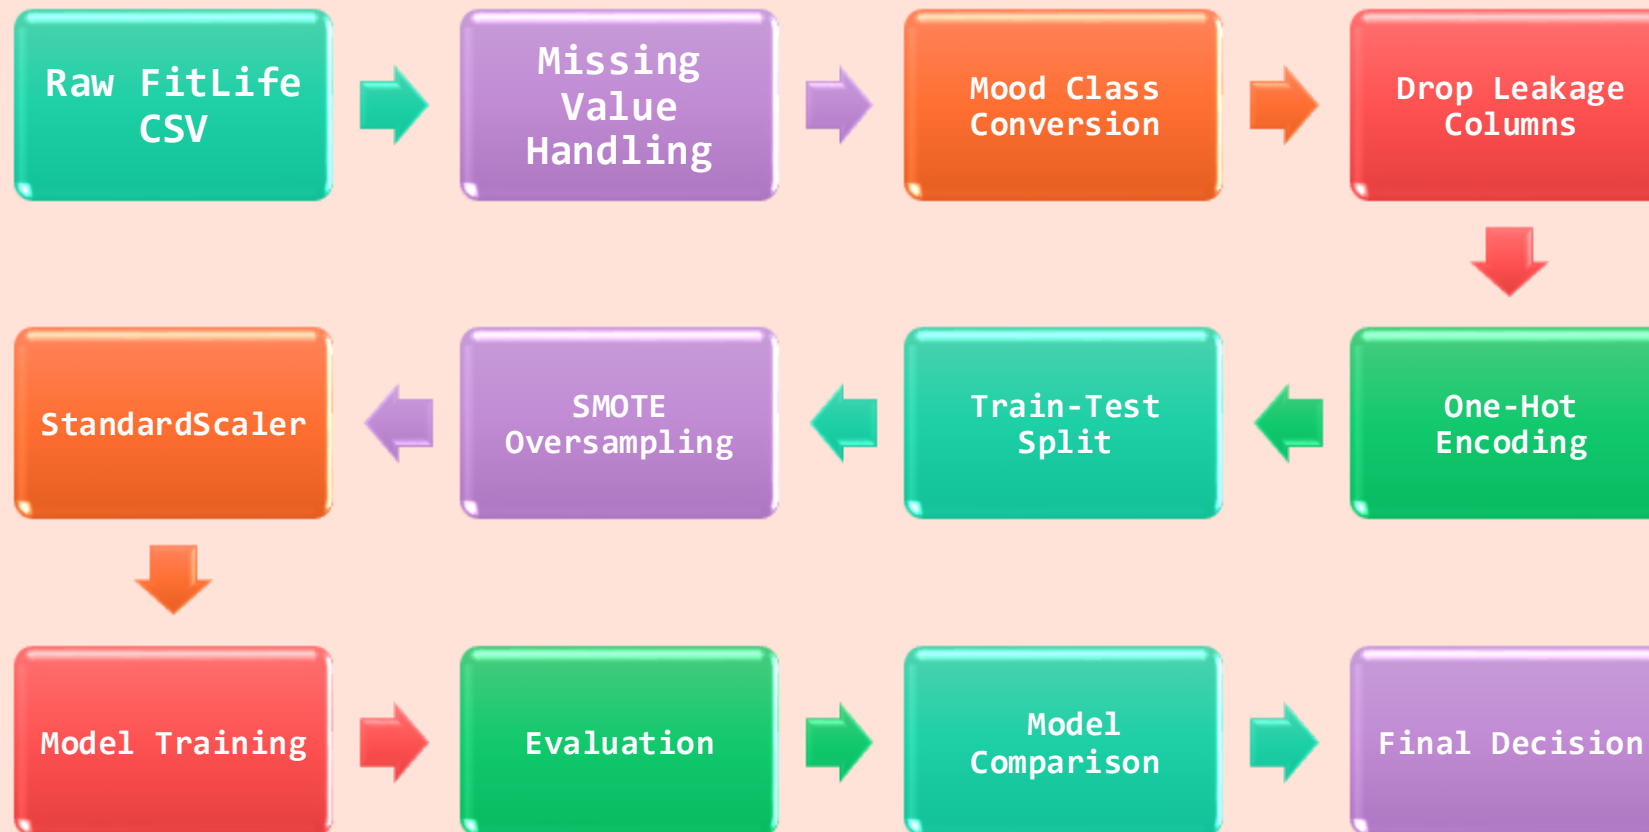 Raw FitLife
CSV
Missing
Value
Handling
Mood Class
Conversion
Drop Leakage
Columns
One-Hot
Encoding
Train-Test
Split
SMOTE
Oversampling
StandardScaler
Model Training
Evaluation
Model
Comparison
Final Decision